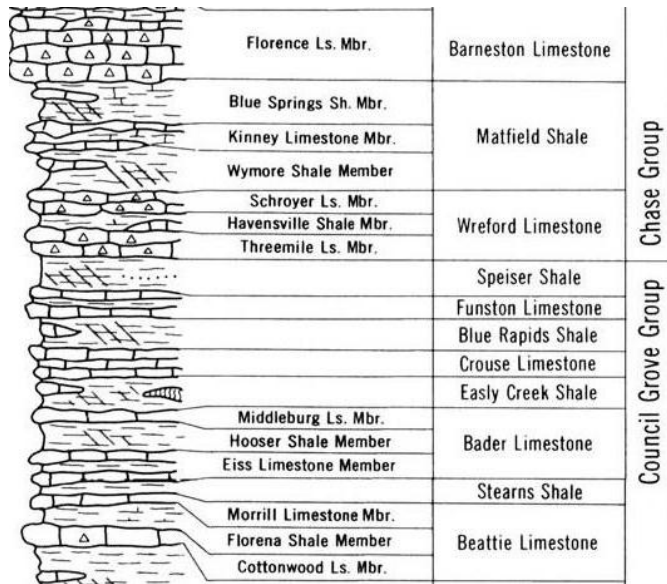 Florence Ls. Mbr.
Barneston Limestone
Blue Springs Sh. Mbr.
Kinney Limestone Mbr.
Wymore Shale Member
Matfield Shale
Schroyer Ls. Mbr.
Havensville Shale Mbr.
Threemile Ls. Mbr.
Wreford Limestone
Chase Group
Speiser Shale
Funston Limestone
Blue Rapids Shale
Crouse Limestone
Easly Creek Shale
Middleburg Ls. Mbr.
Hooser Shale Member
Eiss Limestone Member
Bader Limestone
Stearns Shale
Morrill Limestone Mbr.
Florena Shale Member
Cottonwood Ls. Mbr.
Beattie Limestone
Council Grove Group